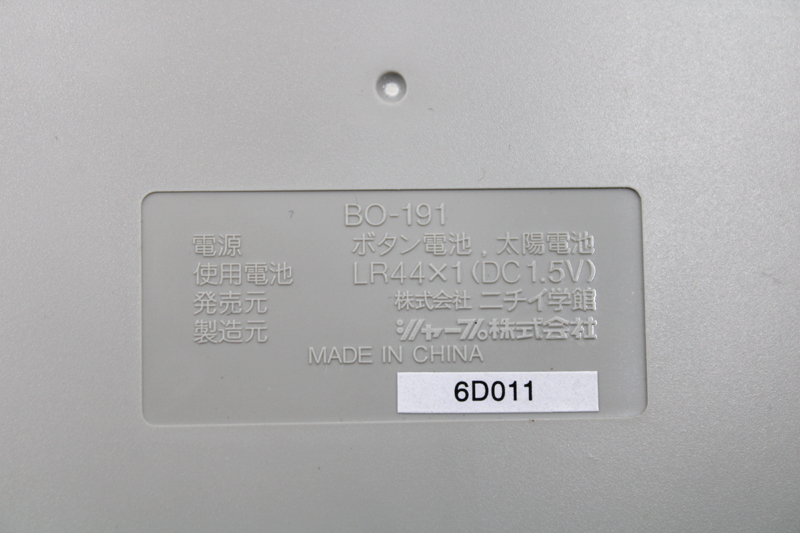 BO-191
電源 ボタン電池 , 太陽電池
使用電池 LR44×1(DC1.5V)
発売元 株式会社 ニチイ学館
製造元 シャープ株式会社
MADE IN CHINA
6D011